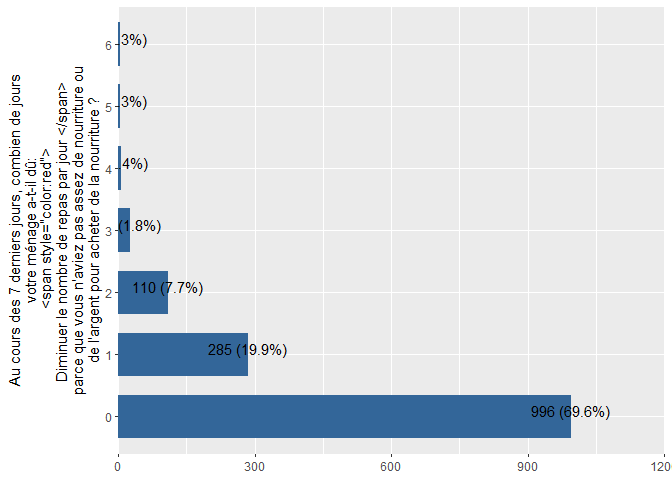 Au cours des 7 derniers jours, combien de jours
votre ménage a-t-il dû:
<span style="color:red">
Diminuer le nombre de repas par jour </span>
parce que vous n'aviez pas assez de nourriture ou
de l'argent pour acheter de la nourriture ?
6
3%)
5
3%)
4
4%)
3
(1.8%)
2
110 (7.7%)
1
285 (19.9%)
0
996 (69.6%)
0 300 600 900 1200